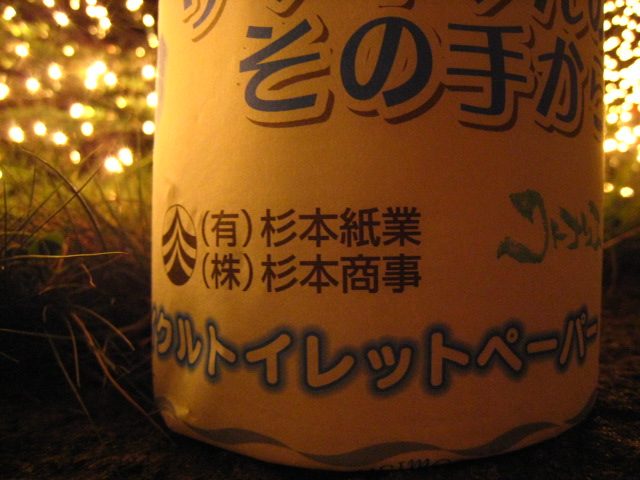 その手から
(有)杉本紙業
(株)杉本商事
クルトイレットペーパー